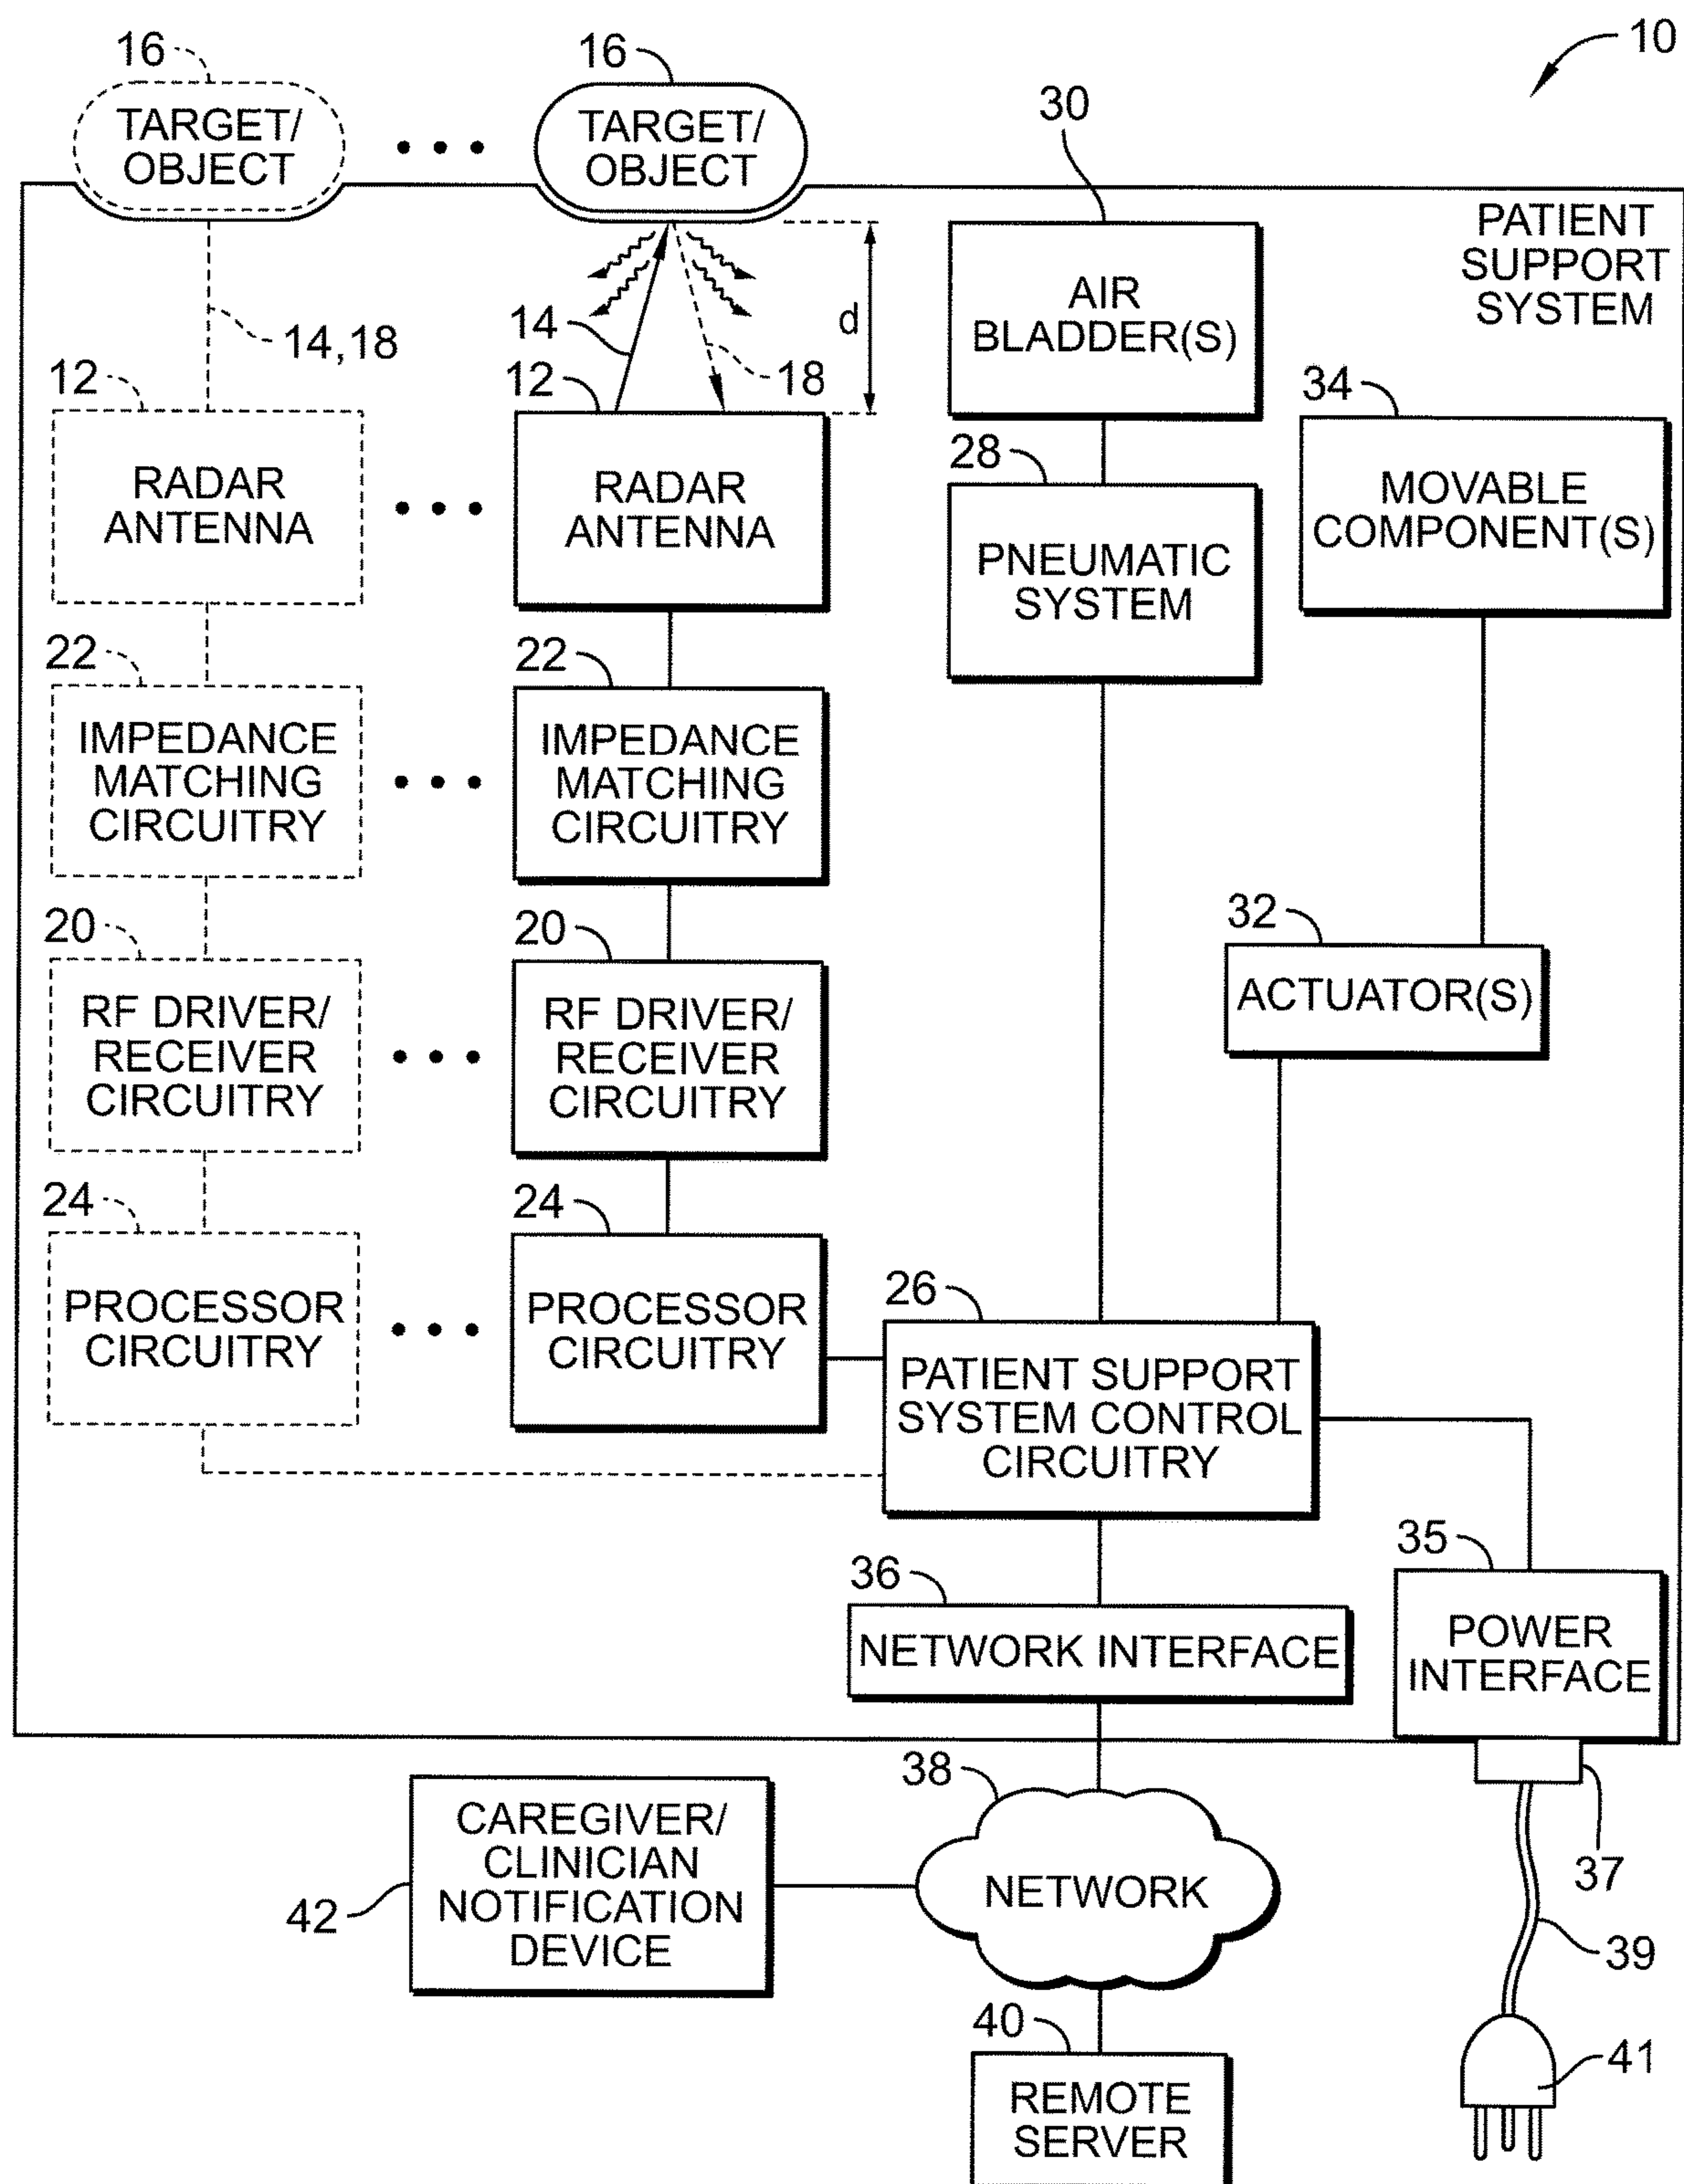 10
16
TARGET/
OBJECT
16
TARGET/
OBJECT
PATIENT
SUPPORT
SYSTEM
30
AIR
BLADDER(S)
14
18
d
14,18
12
RADAR
ANTENNA
12
RADAR
ANTENNA
28
PNEUMATIC
SYSTEM
34
MOVABLE
COMPONENT(S)
22
IMPEDANCE
MATCHING
CIRCUITRY
22
IMPEDANCE
MATCHING
CIRCUITRY
20
RF DRIVER/
RECEIVER
CIRCUITRY
20
RF DRIVER/
RECEIVER
CIRCUITRY
32
ACTUATOR(S)
24
PROCESSOR
CIRCUITRY
24
PROCESSOR
CIRCUITRY
26
PATIENT SUPPORT
SYSTEM CONTROL
CIRCUITRY
36
NETWORK INTERFACE
35
POWER
INTERFACE
37
39
41
38
NETWORK
42
CAREGIVER/
CLINICIAN
NOTIFICATION
DEVICE
40
REMOTE
SERVER